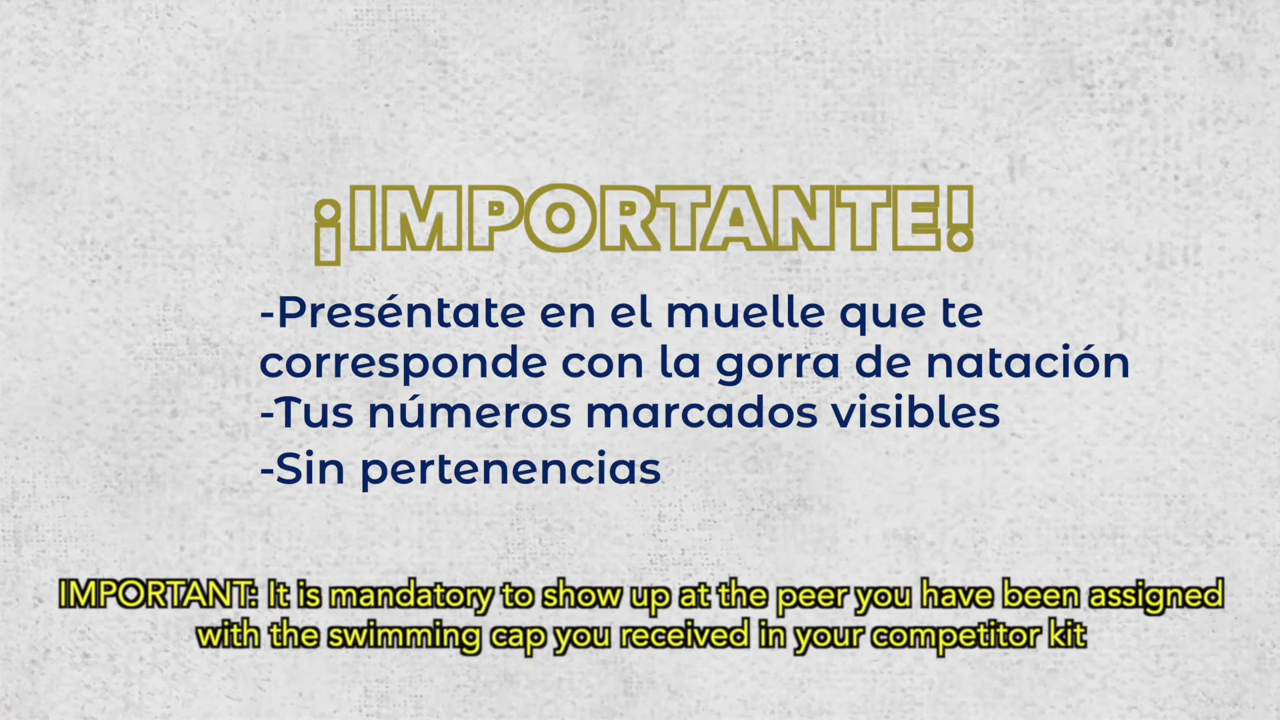 ¡IMPORTANTE!
-Preséntate en el muelle que te
corresponde con la gorra de natación
-Tus números marcados visibles
-Sin pertenencias
IMPORTANT: It is mandatory to show up at the peer you have been assigned
with the swimming cap you received in your competitor kit